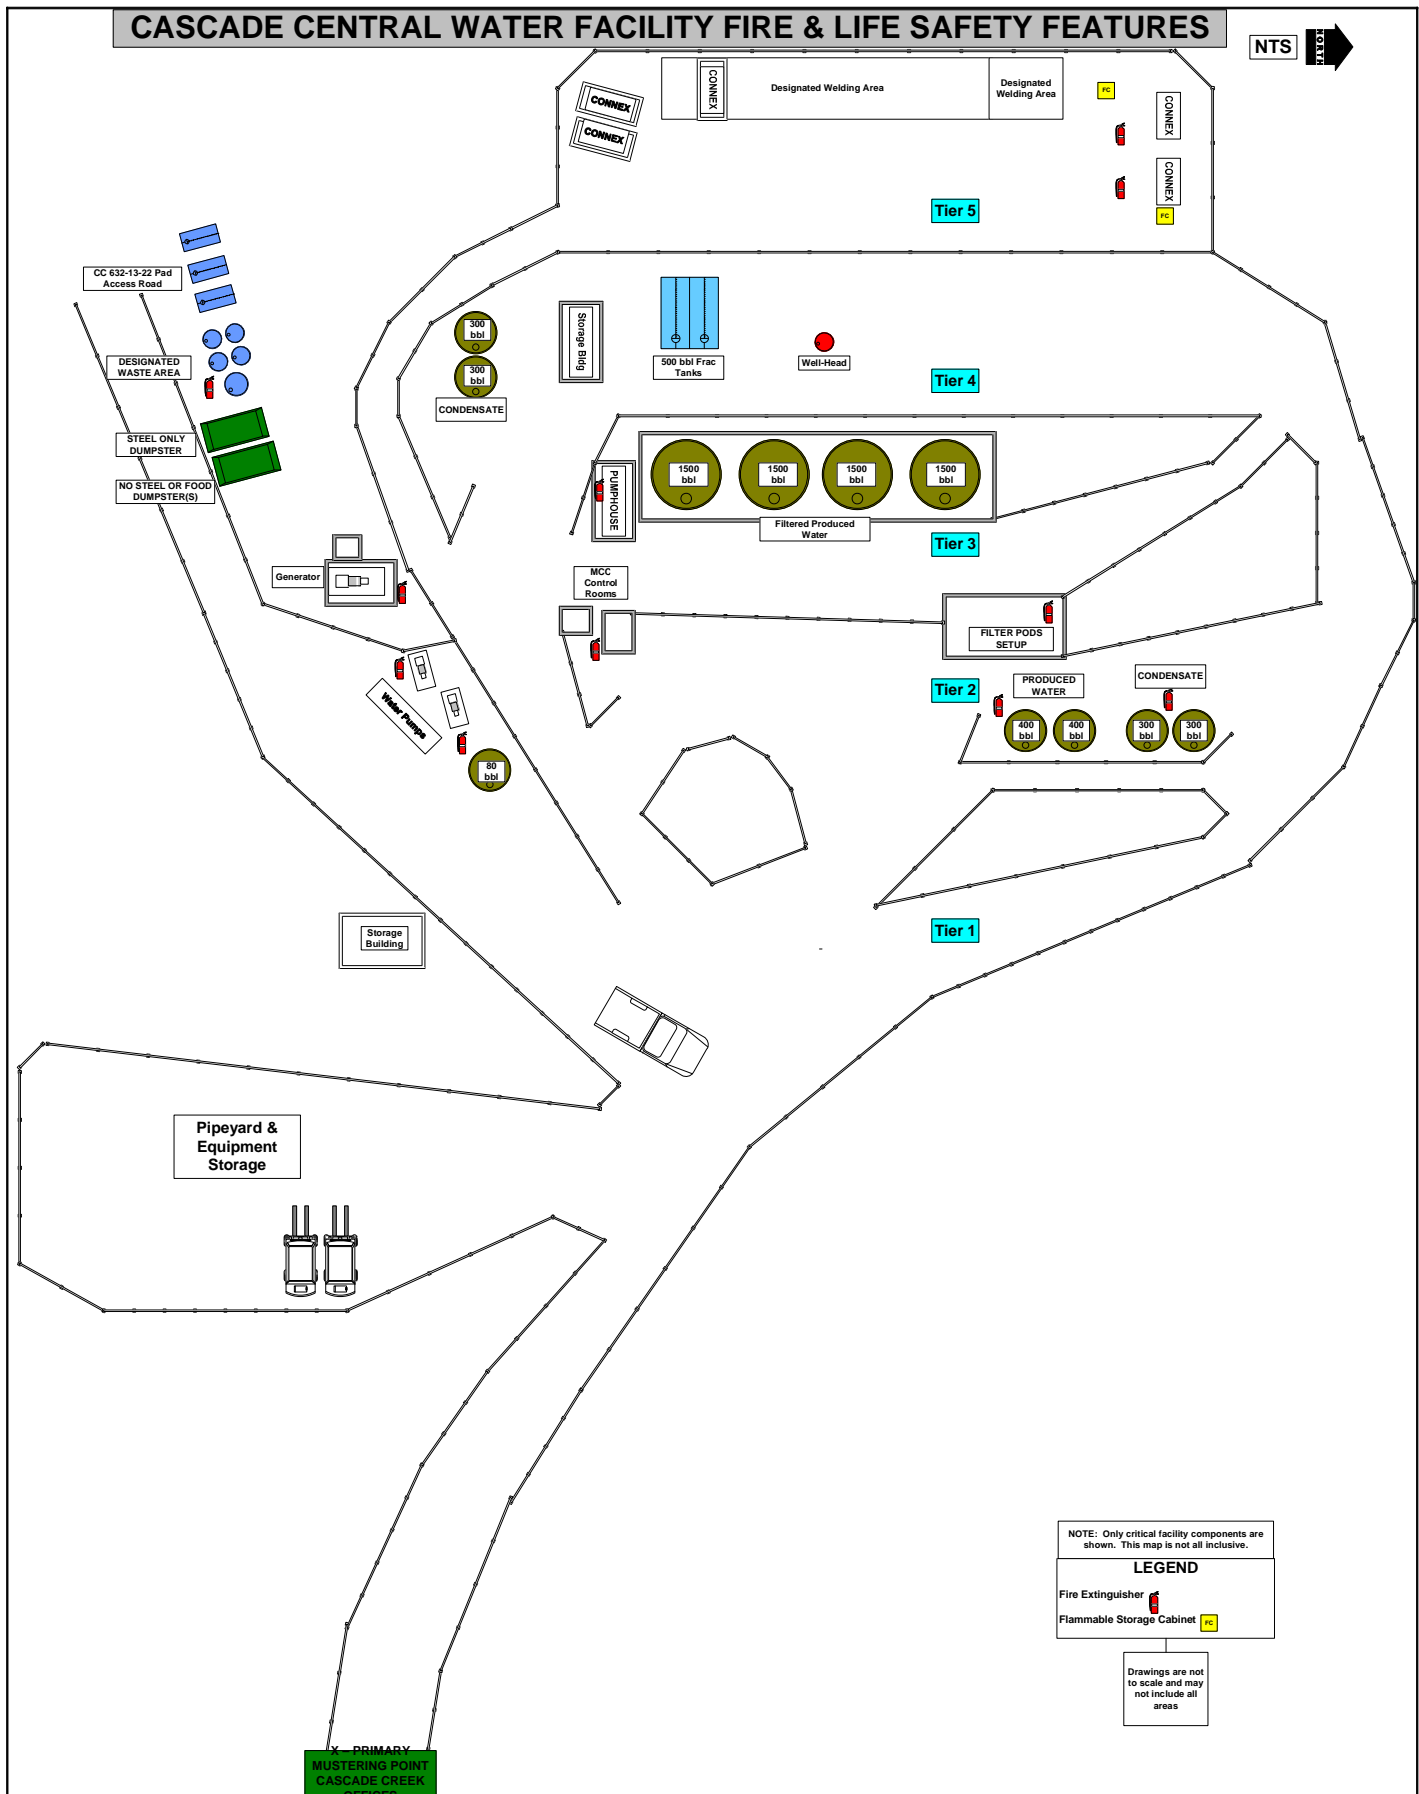 CASCADE CENTRAL WATER FACILITY FIRE & LIFE SAFETY FEATURES
NTS
NORTH
CONNEX
Designated Welding Area
Designated
Welding Area
FC
CONNEX
CONNEX
CONNEX
CONNEX
FC
Tier 5
CC 632-13-22 Pad
Access Road
300
bbl
300
bbl
CONDENSATE
Storage Bldg
500 bbl Frac
Tanks
Well-Head
Tier 4
DESIGNATED
WASTE AREA
STEEL ONLY
DUMPSTER
NO STEEL OR FOOD
DUMPSTER(S)
PUMPHOUSE
1500
bbl
1500
bbl
1500
bbl
1500
bbl
Filtered Produced
Water
Tier 3
Generator
MCC
Control
Rooms
FILTER PODS
SETUP
Tier 2
PRODUCED
WATER
CONDENSATE
400
bbl
400
bbl
300
bbl
300
bbl
Water Pumps
80
bbl
Tier 1
Storage
Building
Pipeyard &
Equipment
Storage
NOTE: Only critical facility components are
shown. This map is not all inclusive.
LEGEND
Fire Extinguisher
Flammable Storage Cabinet
FC
Drawings are not
to scale and may
not include all
areas
X – PRIMARY
MUSTERING POINT
CASCADE CREEK
OFFICES